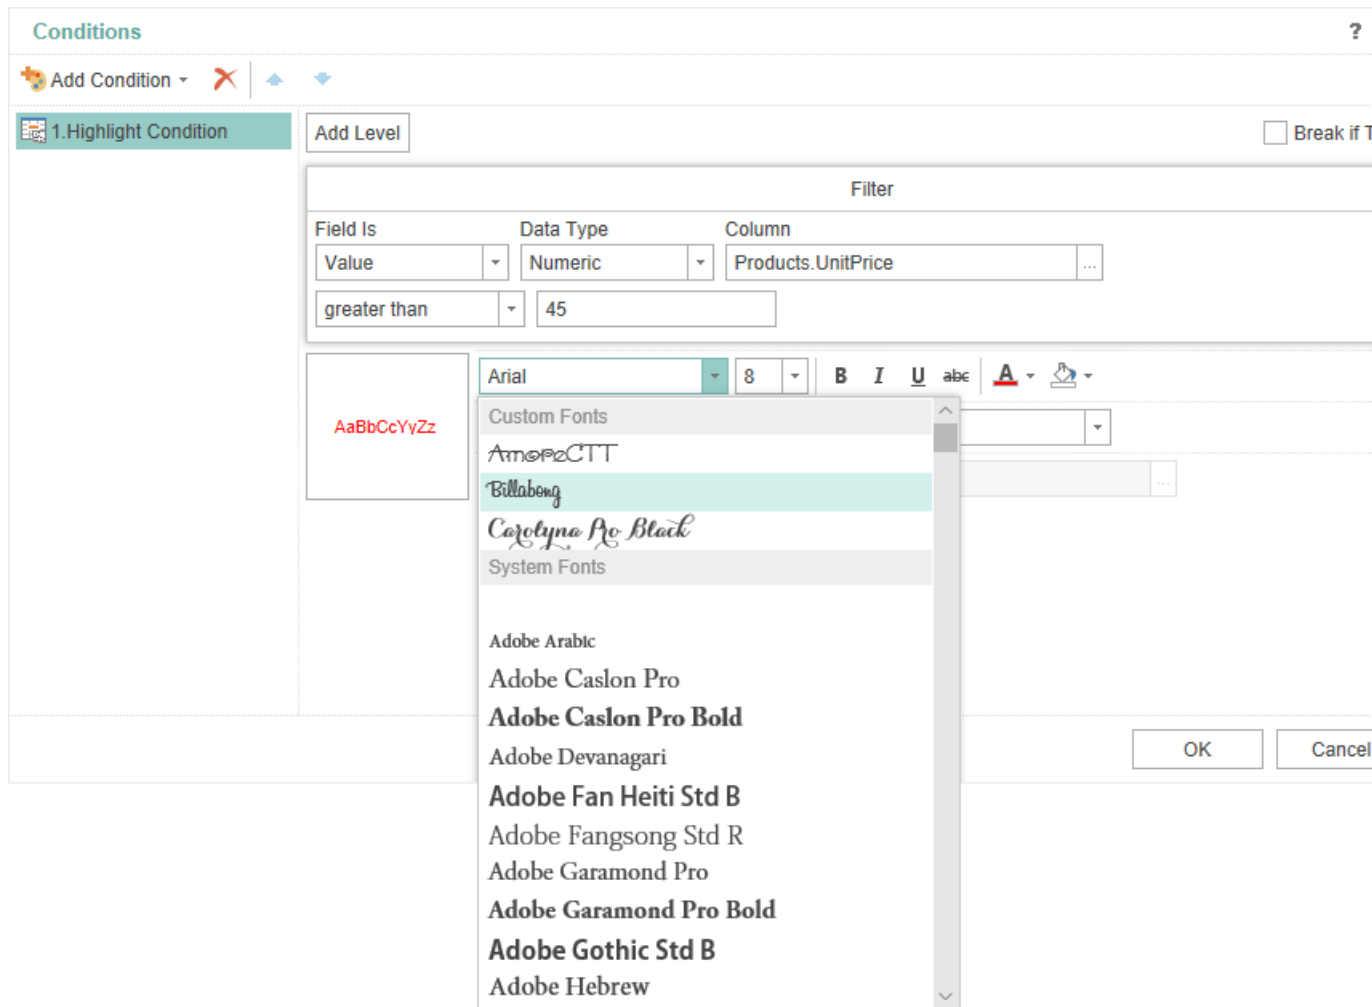 Conditions ?
Add Condition
1.Highlight Condition
Add Level
Break if T
Filter
Field Is Data Type Column
Value Numeric Products.UnitPrice ...
greater than 45
AaBbCcYyZz
Arial 8 B I U abc A
Custom Fonts
AmoreCTT
Billabong
Carolyna Pro Black
...
System Fonts
Adobe Arabic
Adobe Caslon Pro
Adobe Caslon Pro Bold
Adobe Devanagari
OK Cancel
Adobe Fan Heiti Std B
Adobe Fangsong Std R
Adobe Garamond Pro
Adobe Garamond Pro Bold
Adobe Gothic Std B
Adobe Hebrew